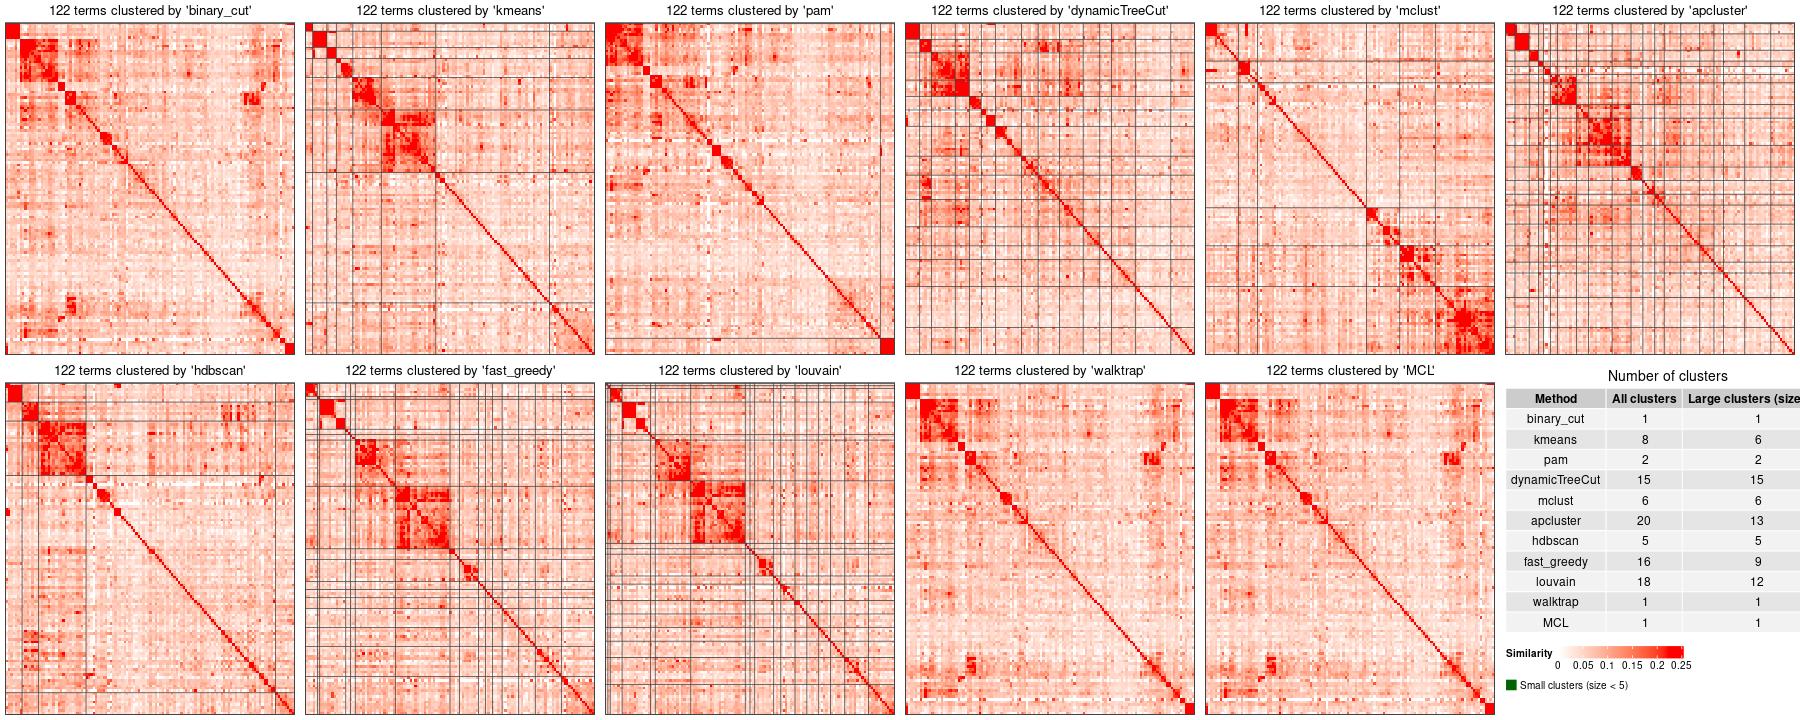 122 terms clustered by 'binary_cut'
122 terms clustered by 'kmeans'
122 terms clustered by 'pam'
122 terms clustered by 'dynamicTreeCut'
122 terms clustered by 'mclust'
122 terms clustered by 'apcluster'
122 terms clustered by 'hdbscan'
122 terms clustered by 'fast_greedy'
122 terms clustered by 'louvain'
122 terms clustered by 'walktrap'
122 terms clustered by 'MCL'
Number of clusters
Method All clusters Large clusters (size
binary_cut 1 1
kmeans 8 6
pam 2 2
dynamicTreeCut 15 15
mclust 6 6
apcluster 20 13
hdbscan 5 5
fast_greedy 16 9
louvain 18 12
walktrap 1 1
MCL 1 1
Similarity
0 0.05 0.1 0.15 0.2 0.25
Small clusters (size < 5)